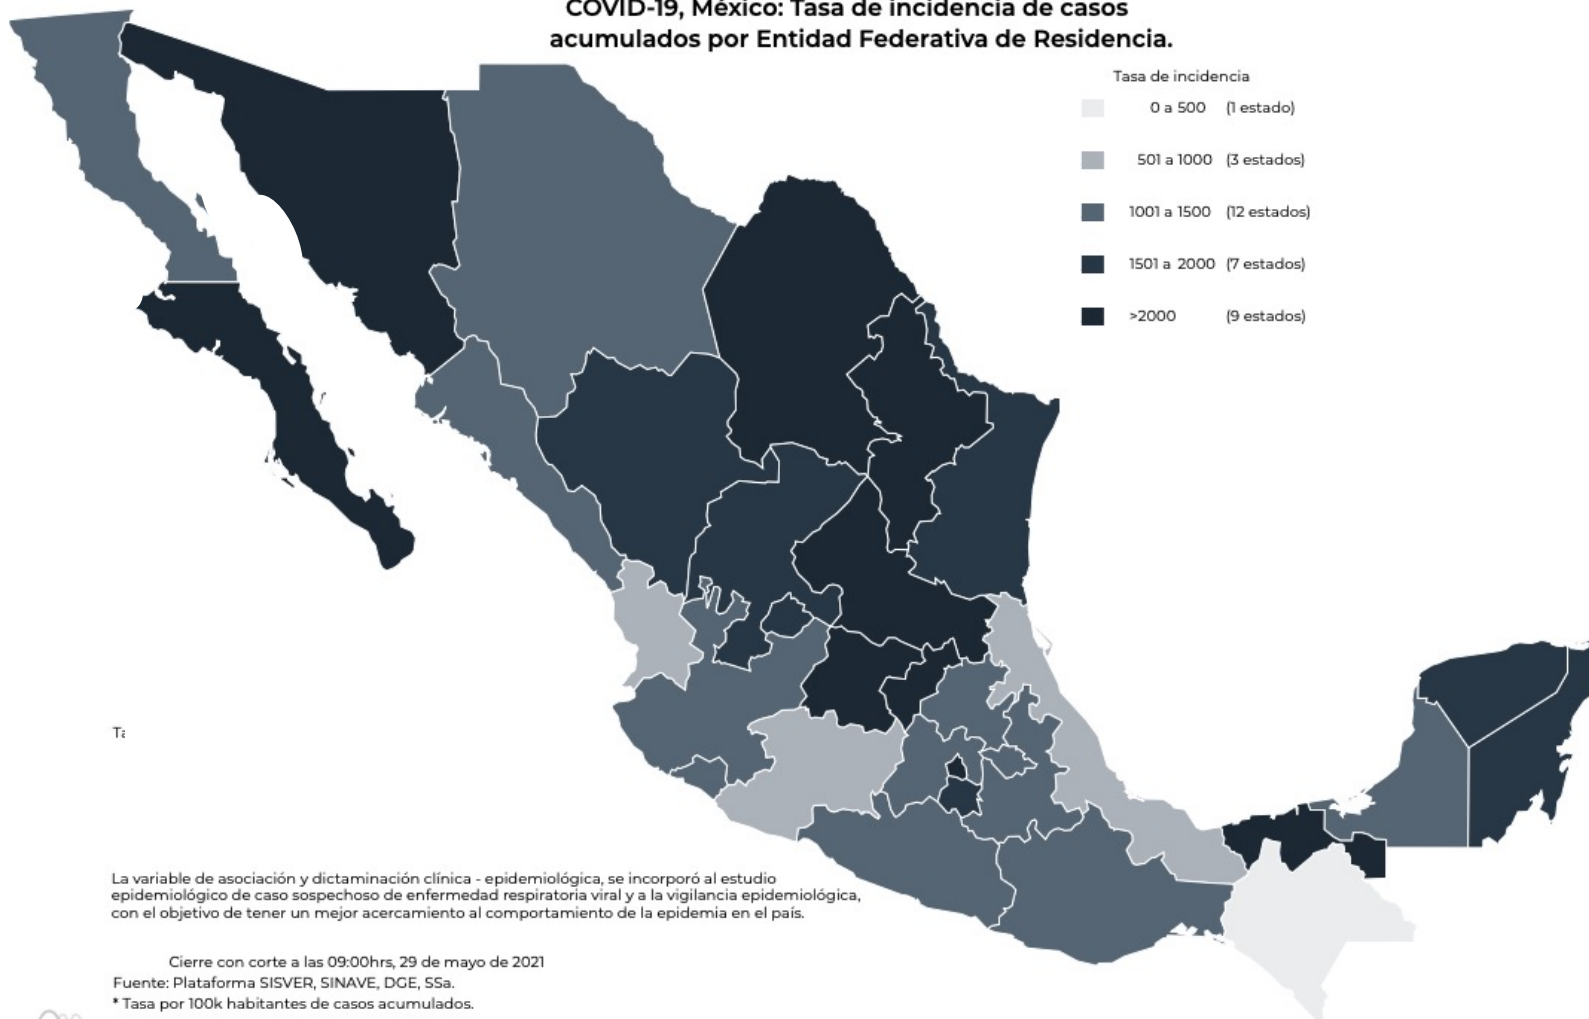 COVID-19, México: Tasa de incidencia de casos
acumulados por Entidad Federativa de Residencia.
Tasa de incidencia
0 a 500 (1 estado)
501 a 1000 (3 estados)
1001 a 1500 (12 estados)
1501 a 2000 (7 estados)
>2000 (9 estados)
La variable de asociación y dictaminación clínica - epidemiológica, se incorporó al estudio
epidemiológico de caso sospechoso de enfermedad respiratoria viral y a la vigilancia epidemiológica,
con el objetivo de tener un mejor acercamiento al comportamiento de la epidemia en el país.
Cierre con corte a las 09:00hrs, 29 de mayo de 2021
Fuente: Plataforma SISVER, SINAVE, DGE, SSa.
* Tasa por 100k habitantes de casos acumulados.